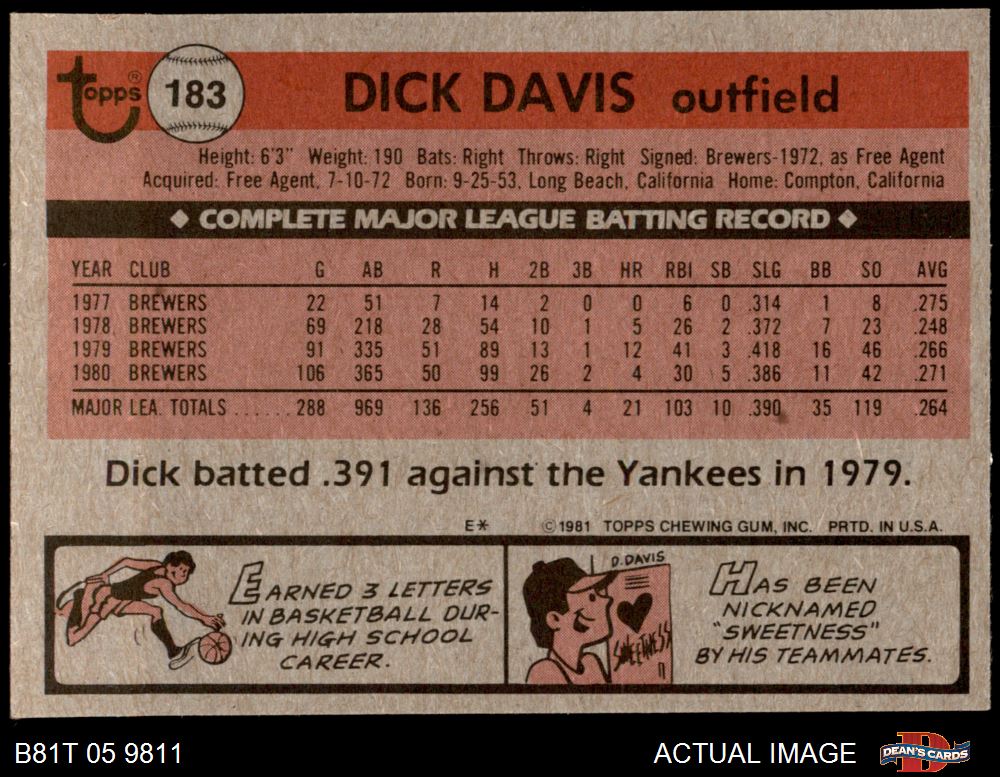 topps® 183 DICK DAVIS outfield
Height: 6'3" Weight: 190 Bats: Right Throws: Right Signed: Brewers-1972, as Free Agent
Acquired: Free Agent, 7-10-72 Born: 9-25-53, Long Beach, California Home: Compton, California
◆ COMPLETE MAJOR LEAGUE BATTING RECORD ◆
YEAR CLUB G AB R H 2B 3B HR RBI SB SLG BB SO AVG
1977 BREWERS 22 51 7 14 2 0 0 6 0 .314 1 8 .275
1978 BREWERS 69 218 28 54 10 1 5 26 2 .372 7 23 .248
1979 BREWERS 91 335 51 89 13 1 12 41 3 .418 16 46 .266
1980 BREWERS 106 365 50 99 26 2 4 30 5 .386 11 42 .271
MAJOR LEA. TOTALS ......288 969 136 256 51 4 21 103 10 .390 35 119 .264
Dick batted .391 against the Yankees in 1979.
E* ©1981 TOPPS CHEWING GUM, INC. PRTD. IN U.S.A.
EARNED 3 LETTERS
IN BASKETBALL DUR-
ING HIGH SCHOOL
CAREER.
D. DAVIS
SWEETNESS
HAS BEEN
NICKNAMED
"SWEETNESS"
BY HIS TEAMMATES.
B81T 05 9811 ACTUAL IMAGE DEAN'S CARDS